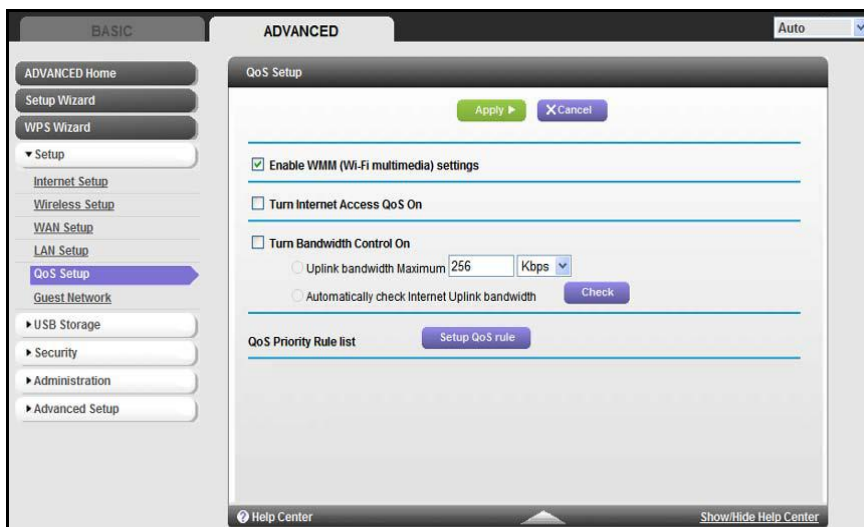 BASIC
ADVANCED
Auto
ADVANCED Home
Setup Wizard
WPS Wizard
Setup
Internet Setup
Wireless Setup
WAN Setup
LAN Setup
QoS Setup
Guest Network
USB Storage
Security
Administration
Advanced Setup
QoS Setup
Apply
X Cancel
Enable WMM (Wi-Fi multimedia) settings
Turn Internet Access QoS On
Turn Bandwidth Control On
Uplink bandwidth Maximum 256 Kbps
Automatically check Internet Uplink bandwidth Check
QoS Priority Rule list Setup QoS rule
? Help Center Show/Hide Help Center